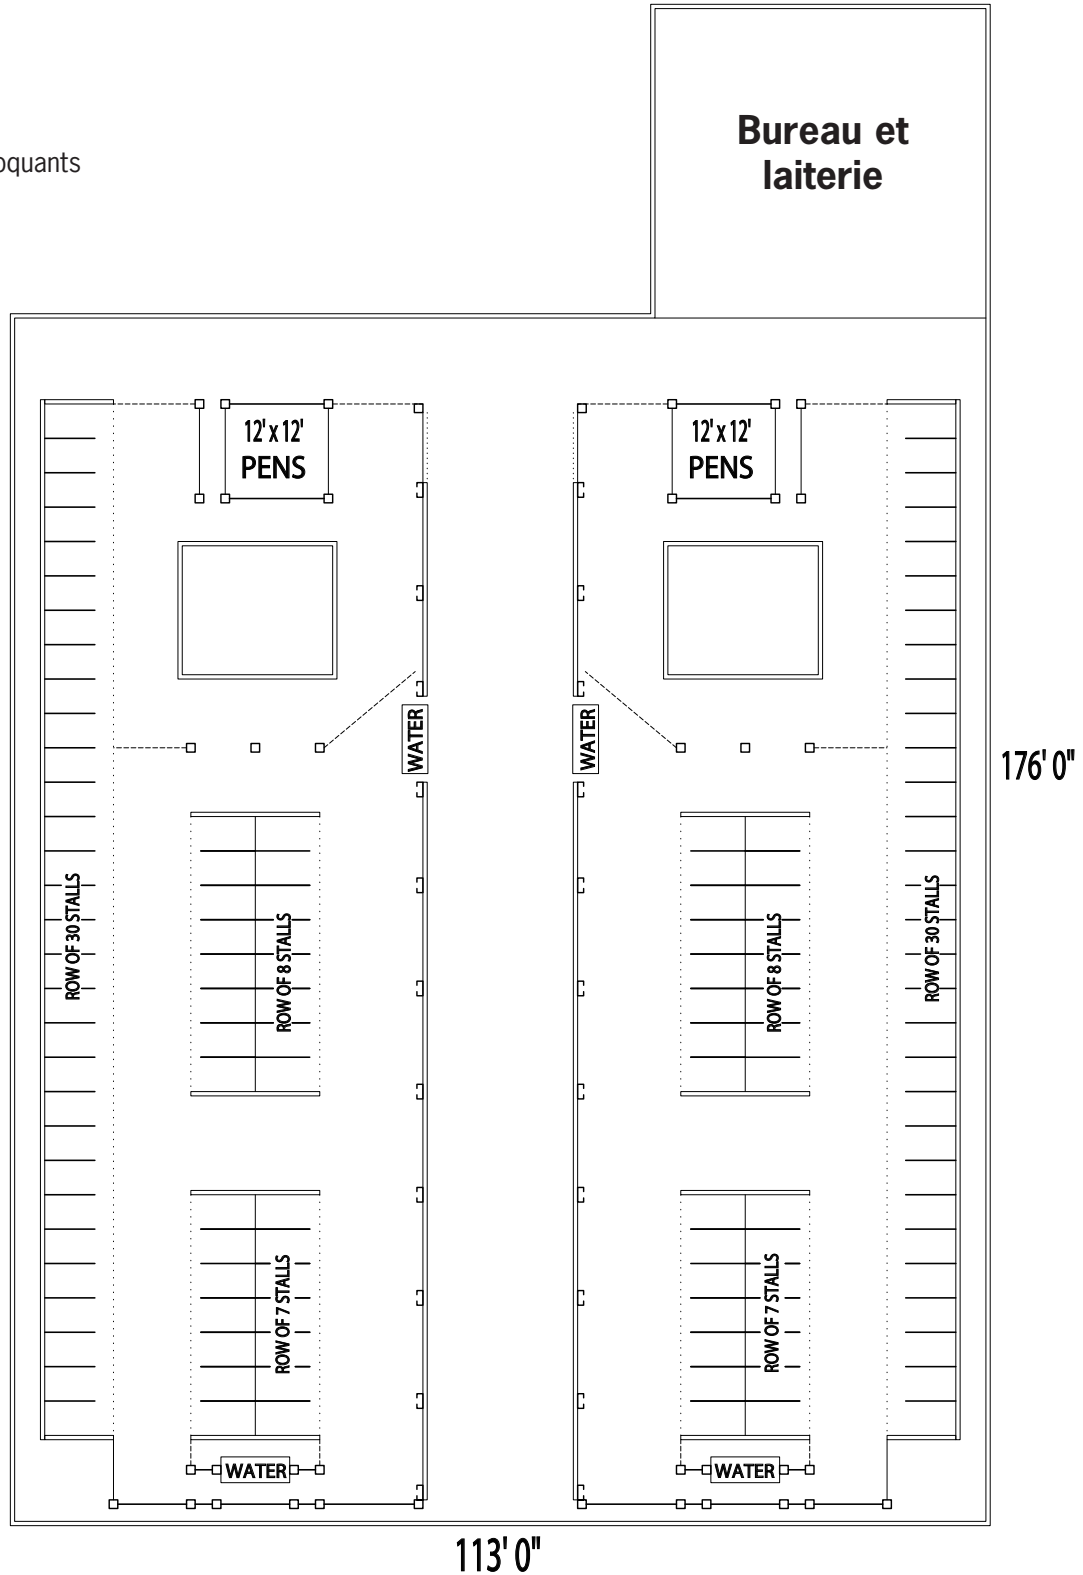 Bureau et
laiterie
oquants
12' x 12'
PENS
12' x 12'
PENS
WATER
WATER
176' 0"
ROW OF 30 STALLS
ROW OF 8 STALLS
ROW OF 8 STALLS
ROW OF 30 STALLS
ROW OF 7 STALLS
ROW OF 7 STALLS
WATER
WATER
113' 0"